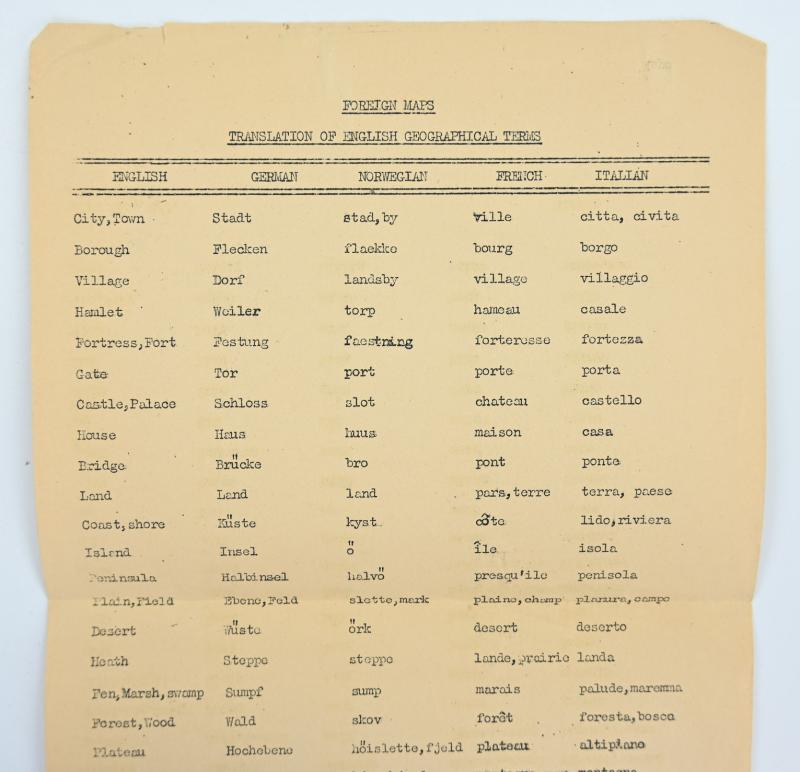 FOREIGN MAPS
TRANSLATION OF ENGLISH GEOGRAPHICAL TERMS
ENGLISH GERMAN NORWEGIAN FRENCH ITALIAN
City,Town Stadt stad,by ville citta, civita
Borough Flecken flaekke bourg borgo
Village Dorf landsby village villaggio
Hamlet Weiler torp hameau casale
Fortress,Fort Festung faestning forteresse fortezza
Gate Tor port porte porta
Castle,Palace Schloss slot chateau castello
House Haus huus maison casa
Bridge Brücke bro pont ponte
Land Land land pars,terre terra, paese
Coast,shore Küste kyst côte lido,riviera
Island Insel ö île isola
Peninsula Halbinsel halvö presqu'ile penisola
Plain,Field Ebene,Feld slette,mark plaine,champ planura,campo
Desert Wüste örk desert deserto
Heath Steppe steppe lande,prairie landa
Fen,Marsh,swamp Sumpf sump marais palude,maremma
Forest,Wood Wald skov forêt foresta,bosco
Plateau Hochebene höislette,fjeld plateau altipiano